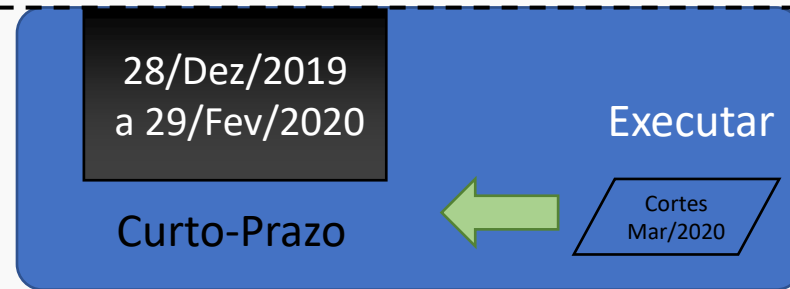 28/Dez/2019
a 29/Fev/2020
Executar
Curto-Prazo
Cortes
Mar/2020